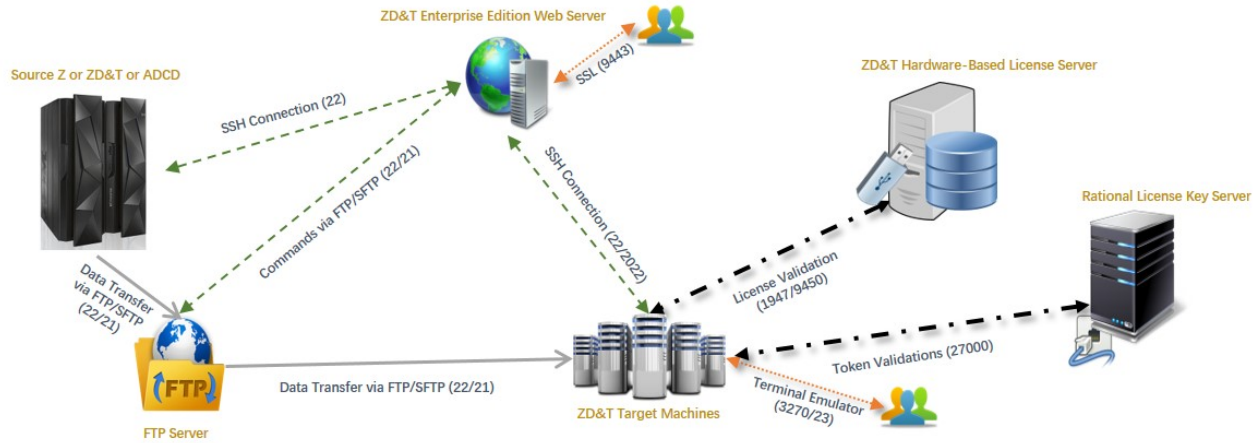 ZD&T Enterprise Edition Web Server
SSL (9443)
Source Z or ZD&T or ADCD
ZD&T Hardware-Based License Server
SSH Connection (22)
Commands via FTP/SFTP (22/21)
SSH Connection (22/2022)
Rational License Key Server
Data Transfer
via FTP/SFTP
(22/21)
License Validation
(1947/9450)
FTP
Data Transfer via FTP/SFTP (22/21)
Token Validations (27000)
Terminal Emulator
(3270/23)
ZD&T Target Machines
FTP Server